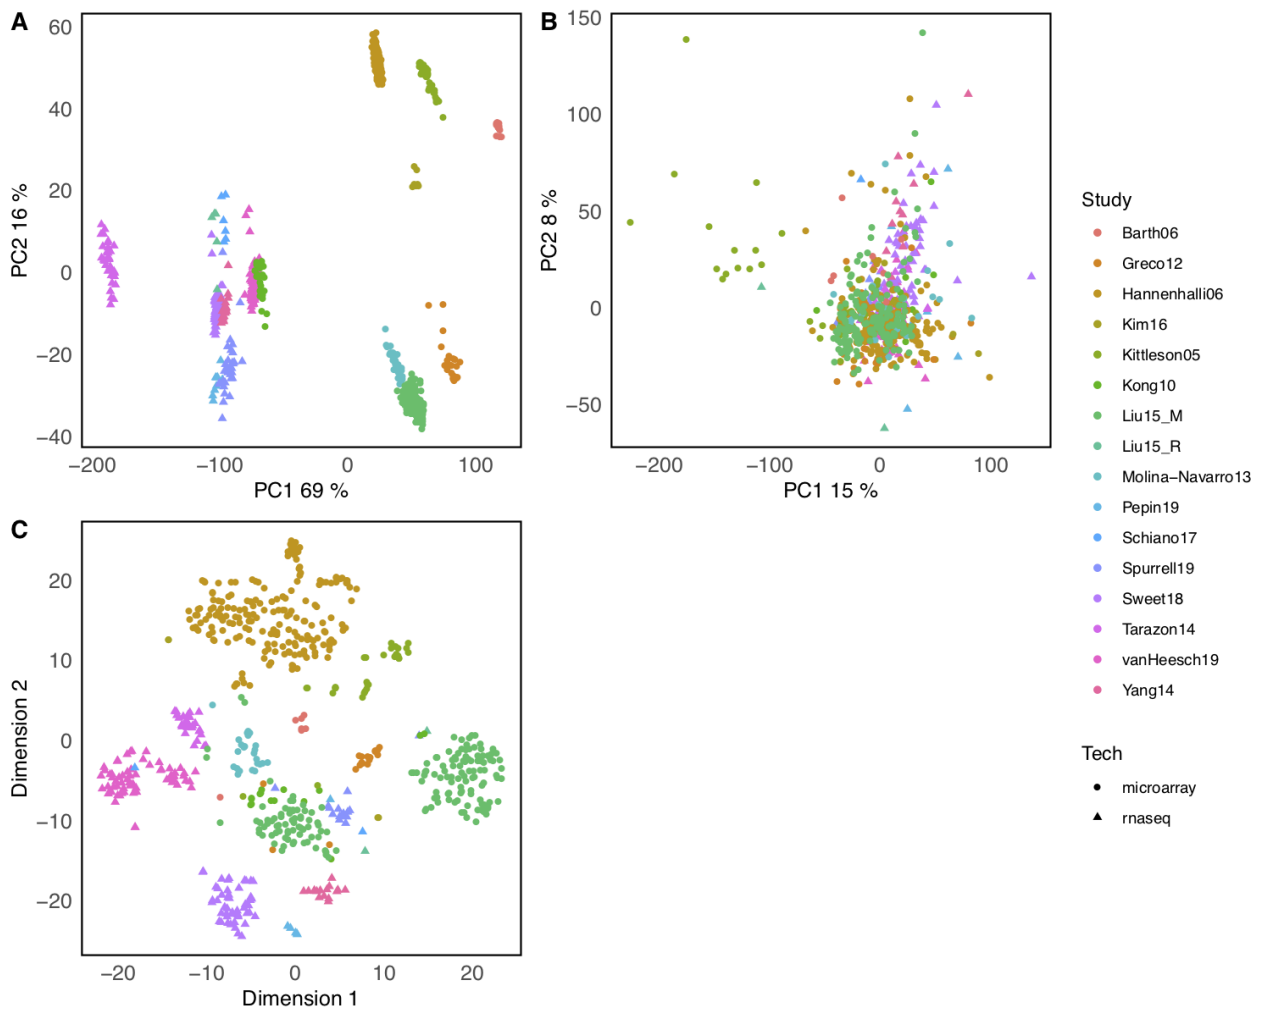 A
60
40
20
0
−20
−40
PC2 16 %
−200
−100
0
100
PC1 69 %
B
150
100
50
0
−50
PC2 8 %
−200
−100
0
100
PC1 15 %
C
20
10
0
−10
−20
Dimension 2
−20
−10
0
10
20
Dimension 1
Study
Barth06
Greco12
Hannenhalli06
Kim16
Kittleson05
Kong10
Liu15_M
Liu15_R
Molina−Navarro13
Pepin19
Schiano17
Spurrell19
Sweet18
Tarazon14
vanHeesch19
Yang14
Tech
microarray
rnaseq